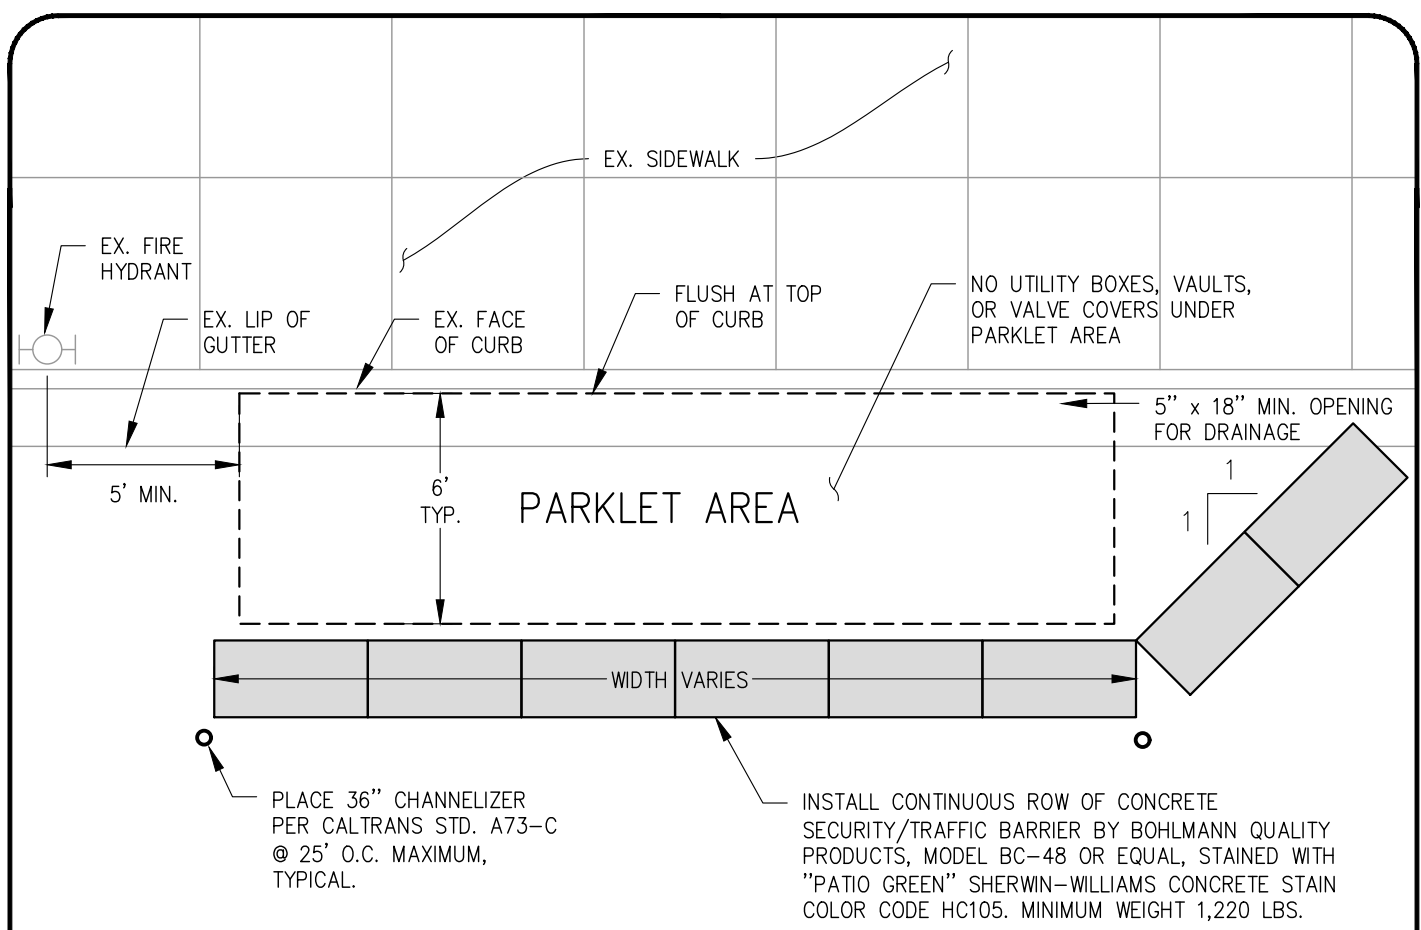 EX. SIDEWALK
EX. FIRE
HYDRANT
EX. LIP OF
GUTTER
EX. FACE
OF CURB
FLUSH AT TOP
OF CURB
NO UTILITY BOXES, VAULTS,
OR VALVE COVERS UNDER
PARKLET AREA
5" x 18" MIN. OPENING
FOR DRAINAGE
5' MIN.
6'
TYP.
PARKLET AREA
1
1
WIDTH VARIES
PLACE 36" CHANNELIZER
PER CALTRANS STD. A73-C
@ 25' O.C. MAXIMUM,
TYPICAL.
INSTALL CONTINUOUS ROW OF CONCRETE
SECURITY/TRAFFIC BARRIER BY BOHLMANN QUALITY
PRODUCTS, MODEL BC-48 OR EQUAL, STAINED WITH
"PATIO GREEN" SHERWIN-WILLIAMS CONCRETE STAIN
COLOR CODE HC105. MINIMUM WEIGHT 1,220 LBS.